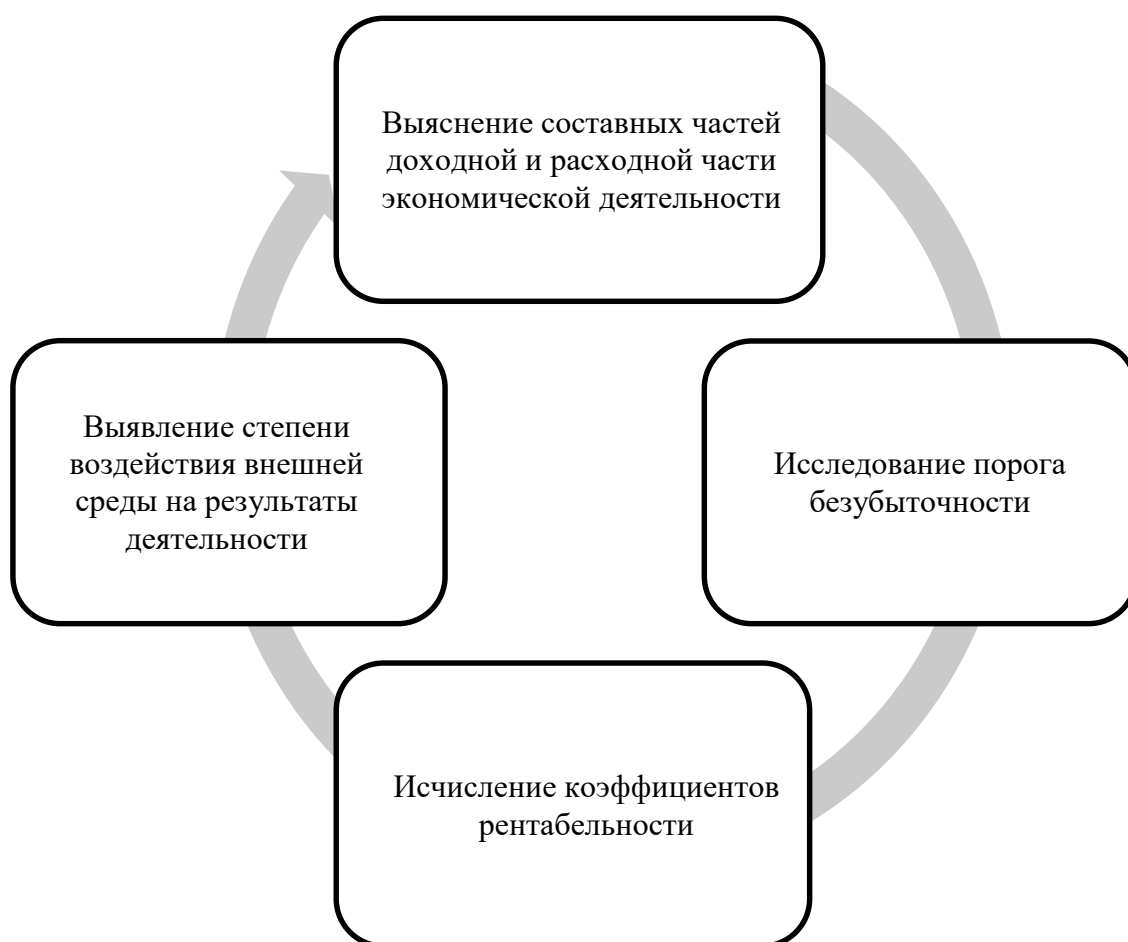 Выяснение составных частей
доходной и расходной части
экономической деятельности
Исследование порога
безубыточности
Исчисление коэффициентов
рентабельности
Выявление степени
воздействия внешней
среды на результаты
деятельности